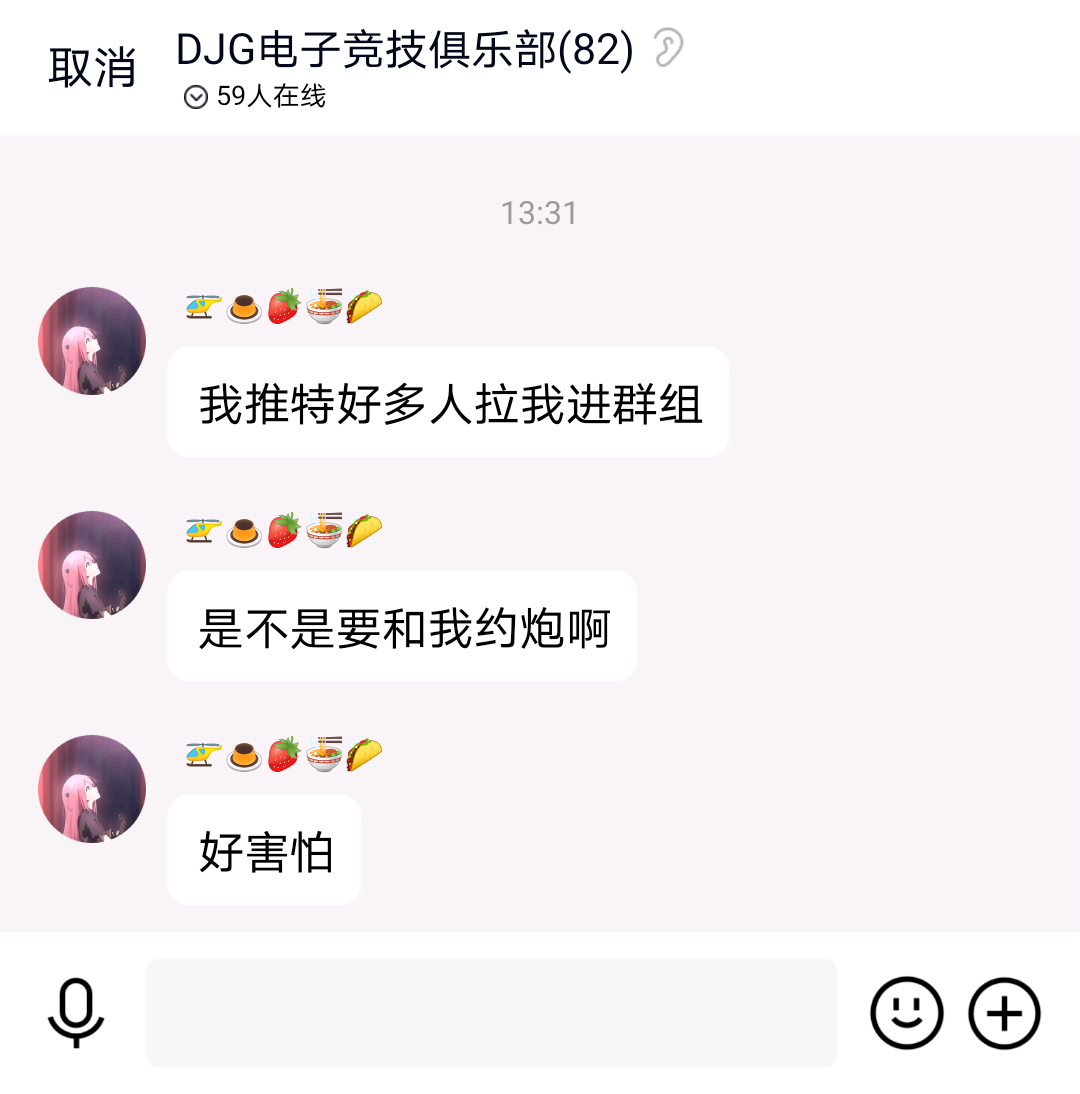 取消
DJG电子竞技俱乐部(82)
59人在线
13:31
🚁🍮🍓🍜🌮
我推特好多人拉我进群组
🚁🍮🍓🍜🌮
是不是要和我约炮啊
🚁🍮🍓🍜🌮
好害怕